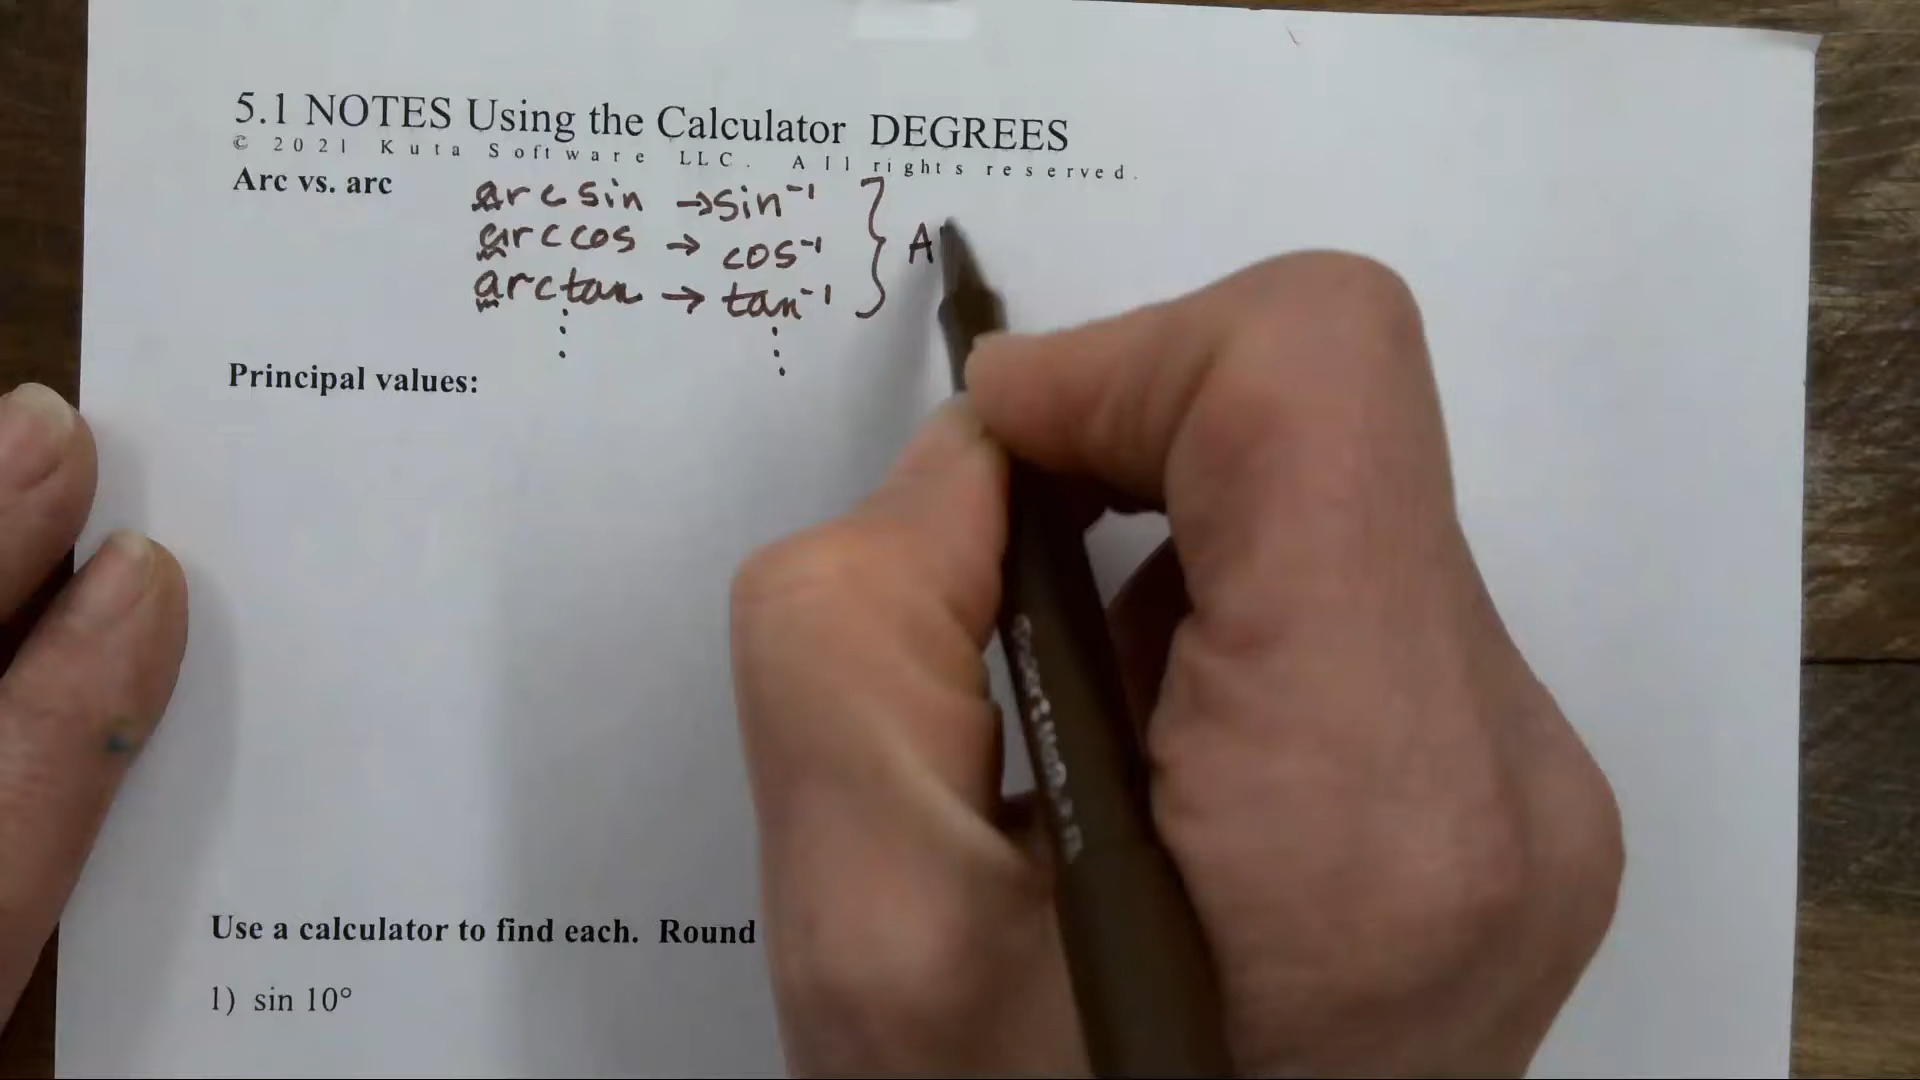 5.1 NOTES Using the Calculator DEGREES
© 2021 Kuta Software LLC. All rights reserved.
Arc vs. arc
arcsin → sin⁻¹
arccos → cos⁻¹
arctan → tan⁻¹
} A
Principal values:
Use a calculator to find each. Round
1) sin 10°